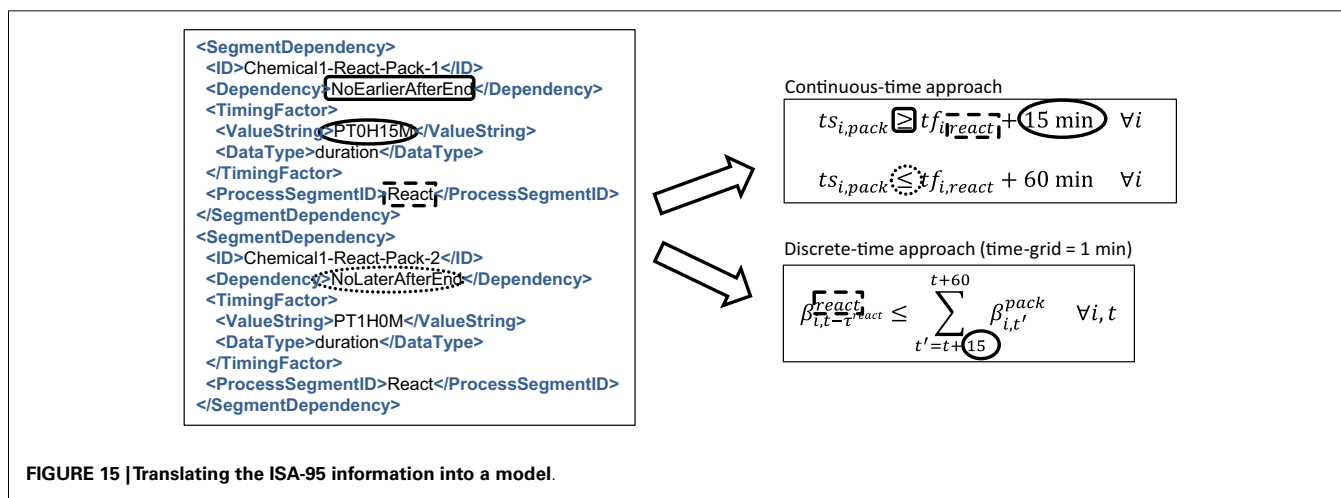 <SegmentDependency>
<ID>Chemical1-React-Pack-1</ID>
<Dependency>NoEarlierAfterEnd</Dependency>
<TimingFactor>
<ValueString>PT0H15M</ValueString>
<DataType>duration</DataType>
</TimingFactor>
<ProcessSegmentID>React</ProcessSegmentID>
</SegmentDependency>
<SegmentDependency>
<ID>Chemical1-React-Pack-2</ID>
<Dependency>NoLaterAfterEnd</Dependency>
<TimingFactor>
<ValueString>PT1H0M</ValueString>
<DataType>duration</DataType>
</TimingFactor>
<ProcessSegmentID>React</ProcessSegmentID>
</SegmentDependency>
Continuous-time approach
ts_{i,pack} ≥ tf_{i,react} + 15 min ∀i
ts_{i,pack} ≤ tf_{i,react} + 60 min ∀i
Discrete-time approach (time-grid = 1 min)
β_{i,t−τ^{react}}^{react} ≤ ∑_{t'=t+15}^{t+60} β_{i,t'}^{pack} ∀i, t
FIGURE 15 | Translating the ISA-95 information into a model.